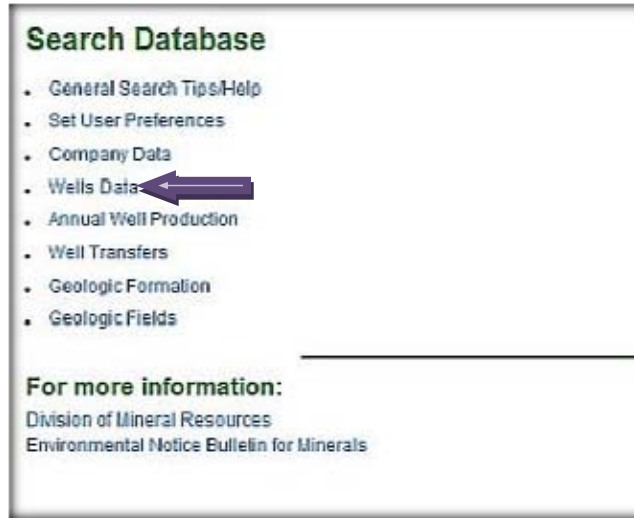 Search Database
General Search Tips/Help
Set User Preferences
Company Data
Wells Data
Annual Well Production
Well Transfers
Geologic Formation
Geologic Fields
For more information:
Division of Mineral Resources
Environmental Notice Bulletin for Minerals